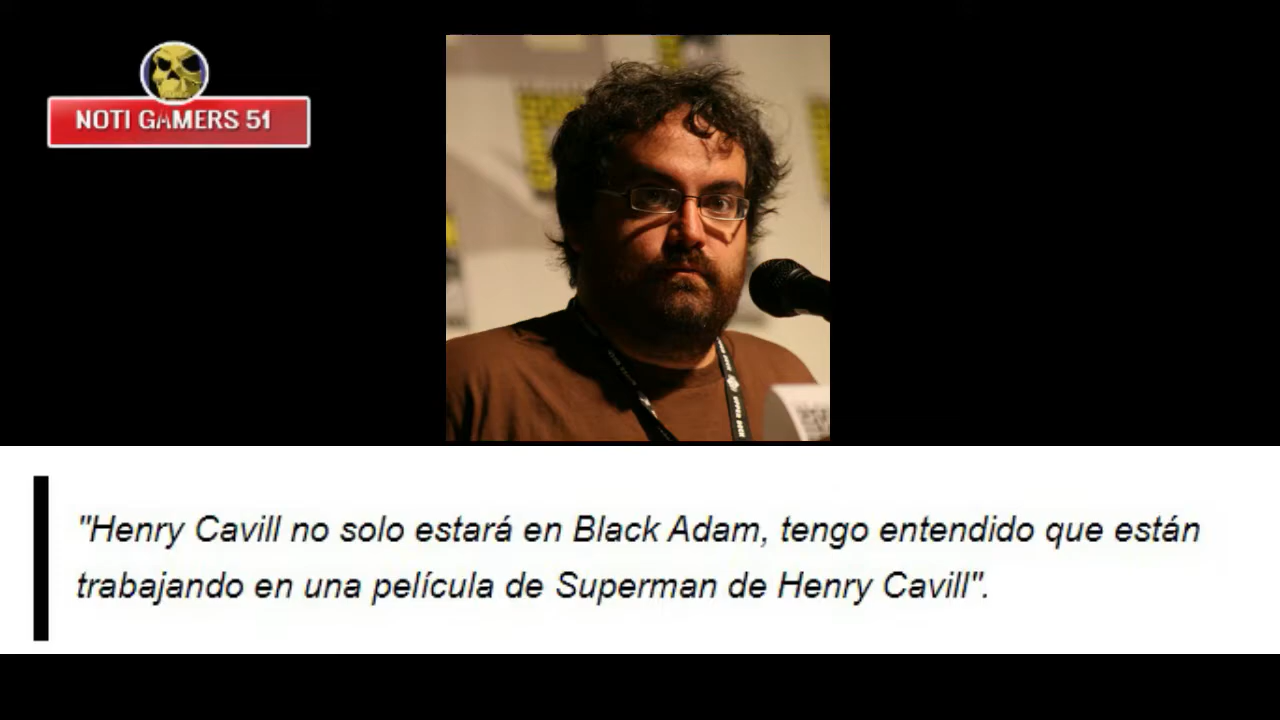 NOTI GAMERS 51
"Henry Cavill no solo estará en Black Adam, tengo entendido que están
trabajando en una película de Superman de Henry Cavill".